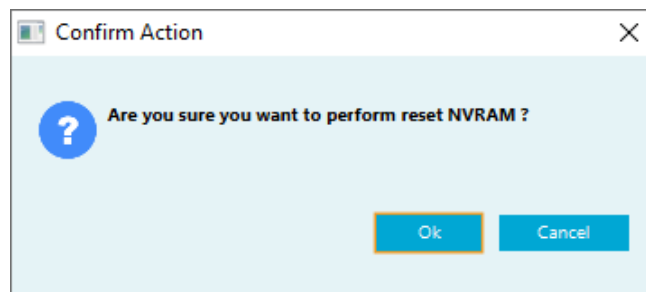 Confirm Action
Are you sure you want to perform reset NVRAM ?
Ok
Cancel